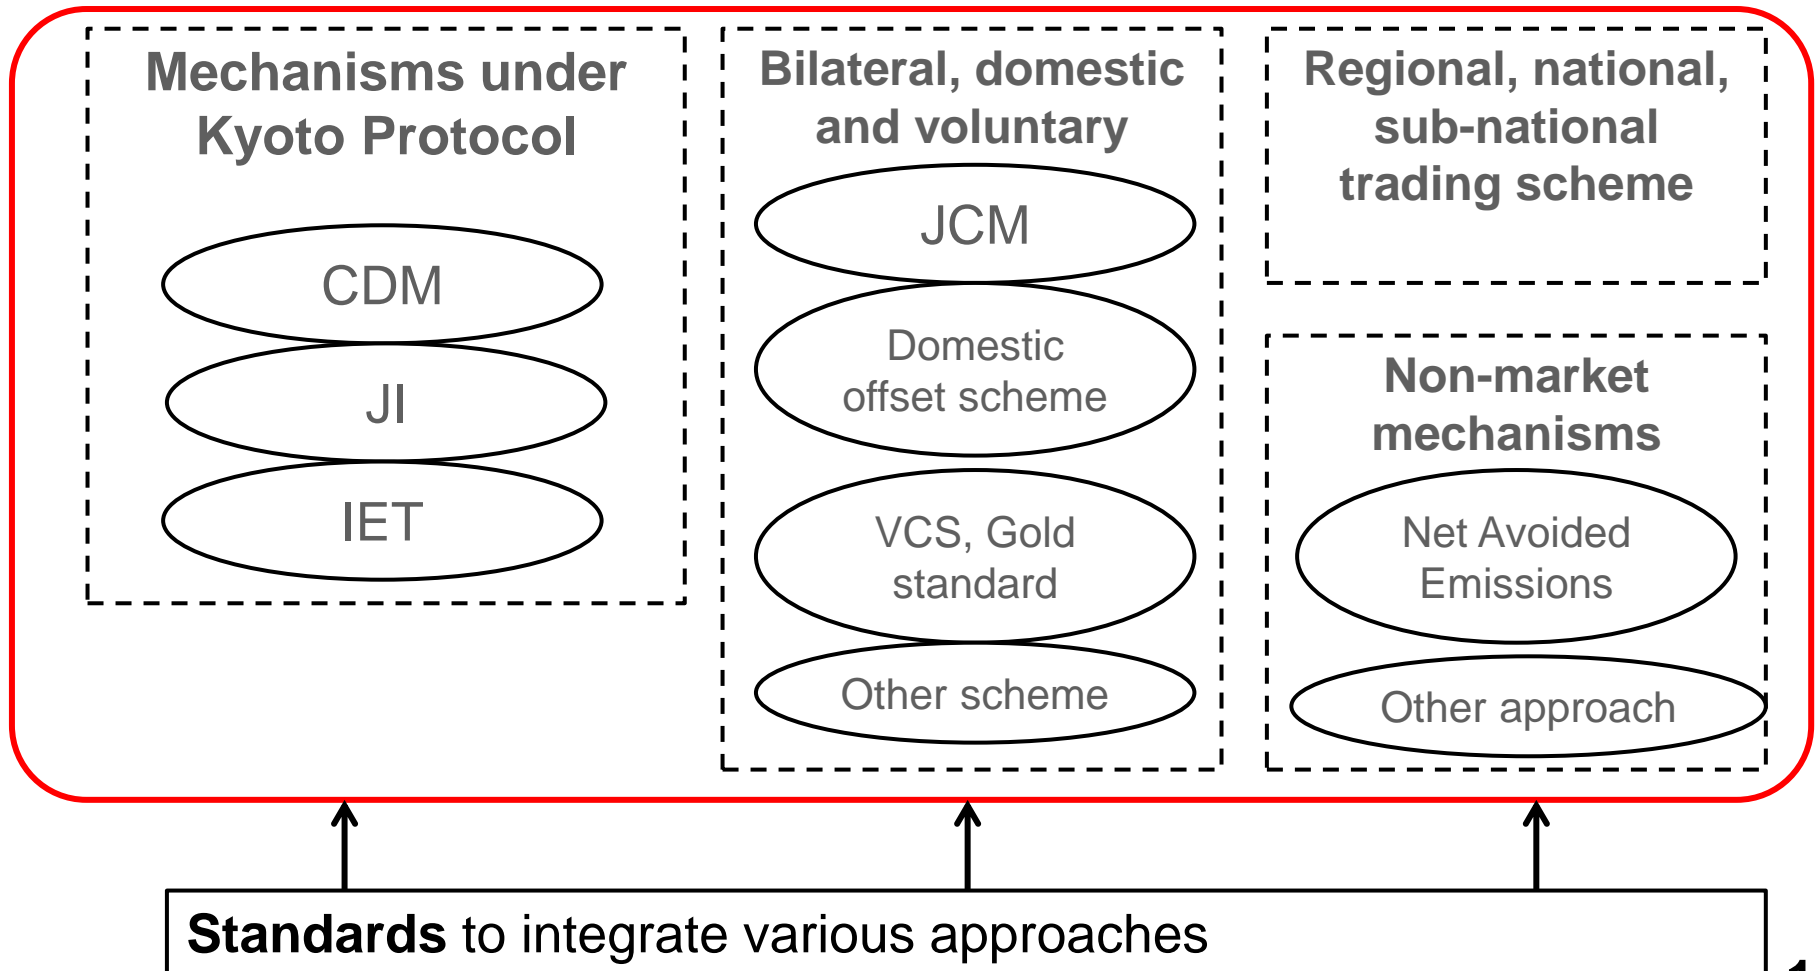 Mechanisms under
Kyoto Protocol
CDM
JI
IET
Bilateral, domestic
and voluntary
JCM
Domestic
offset scheme
VCS, Gold
standard
Other scheme
Regional, national,
sub-national
trading scheme
Non-market
mechanisms
Net Avoided
Emissions
Other approach
Standards to integrate various approaches